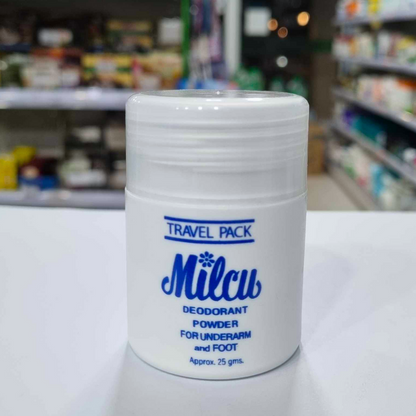 TRAVEL PACK
Milcu
DEODORANT
POWDER
FOR UNDERARM
and FOOT
Approx. 25 gms.